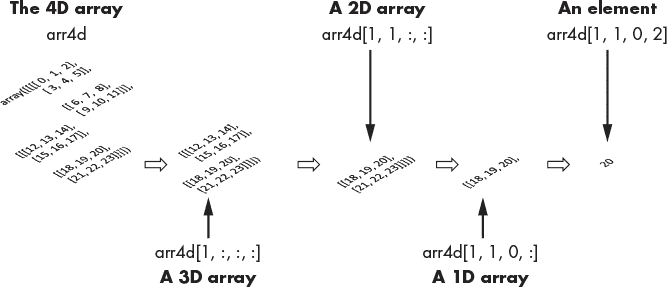 The 4D array
arr4d
array([[[[ 0, 1, 2],
[ 3, 4, 5]],
[[ 6, 7, 8],
[ 9, 10, 11]]],
[[[12, 13, 14],
[15, 16, 17]],
[[18, 19, 20],
[21, 22, 23]]]])
[[[12, 13, 14],
[15, 16, 17]],
[[18, 19, 20],
[21, 22, 23]]]])
arr4d[1, :, :, :]
A 3D array
A 2D array
arr4d[1, 1, :, :]
[[18, 19, 20],
[21, 22, 23]]]])
[[18, 19, 20],
arr4d[1, 1, 0, :]
A 1D array
An element
arr4d[1, 1, 0, 2]
20